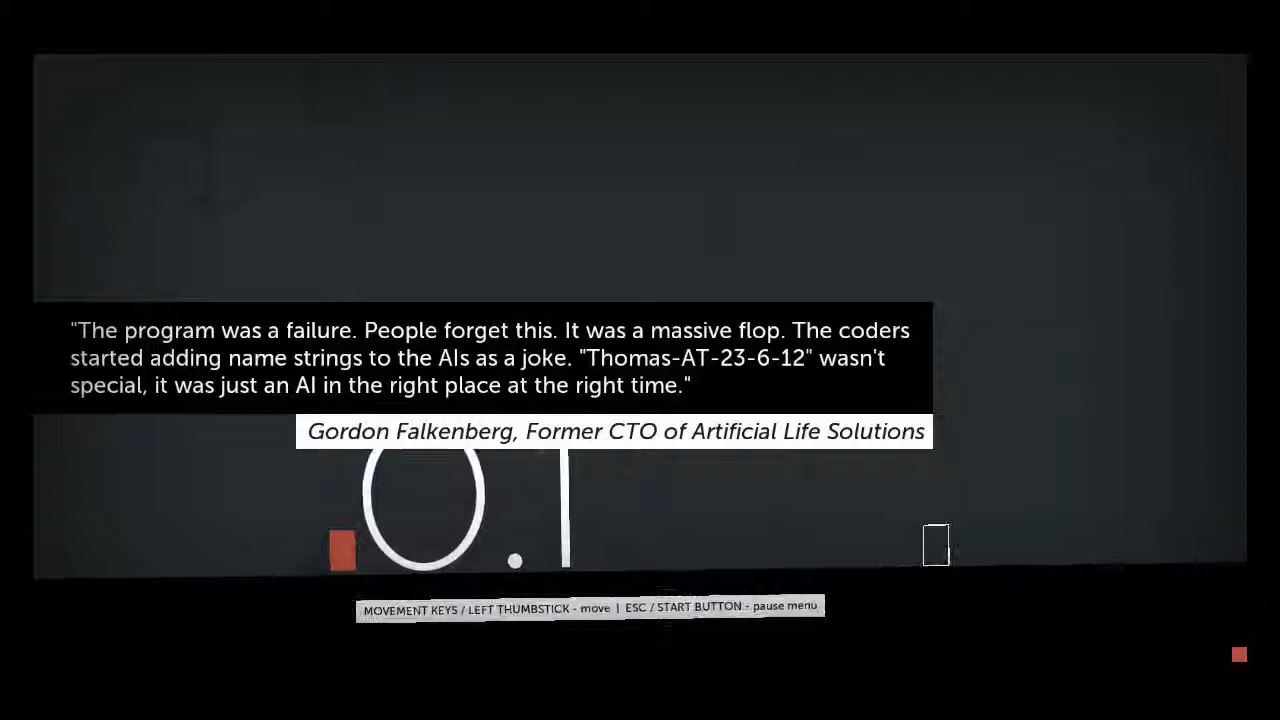 "The program was a failure. People forget this. It was a massive flop. The coders
started adding name strings to the AIs as a joke. "Thomas-AT-23-6-12" wasn't
special, it was just an AI in the right place at the right time."
Gordon Falkenberg, Former CTO of Artificial Life Solutions
0.1
MOVEMENT KEYS / LEFT THUMBSTICK - move | ESC / START BUTTON - pause menu